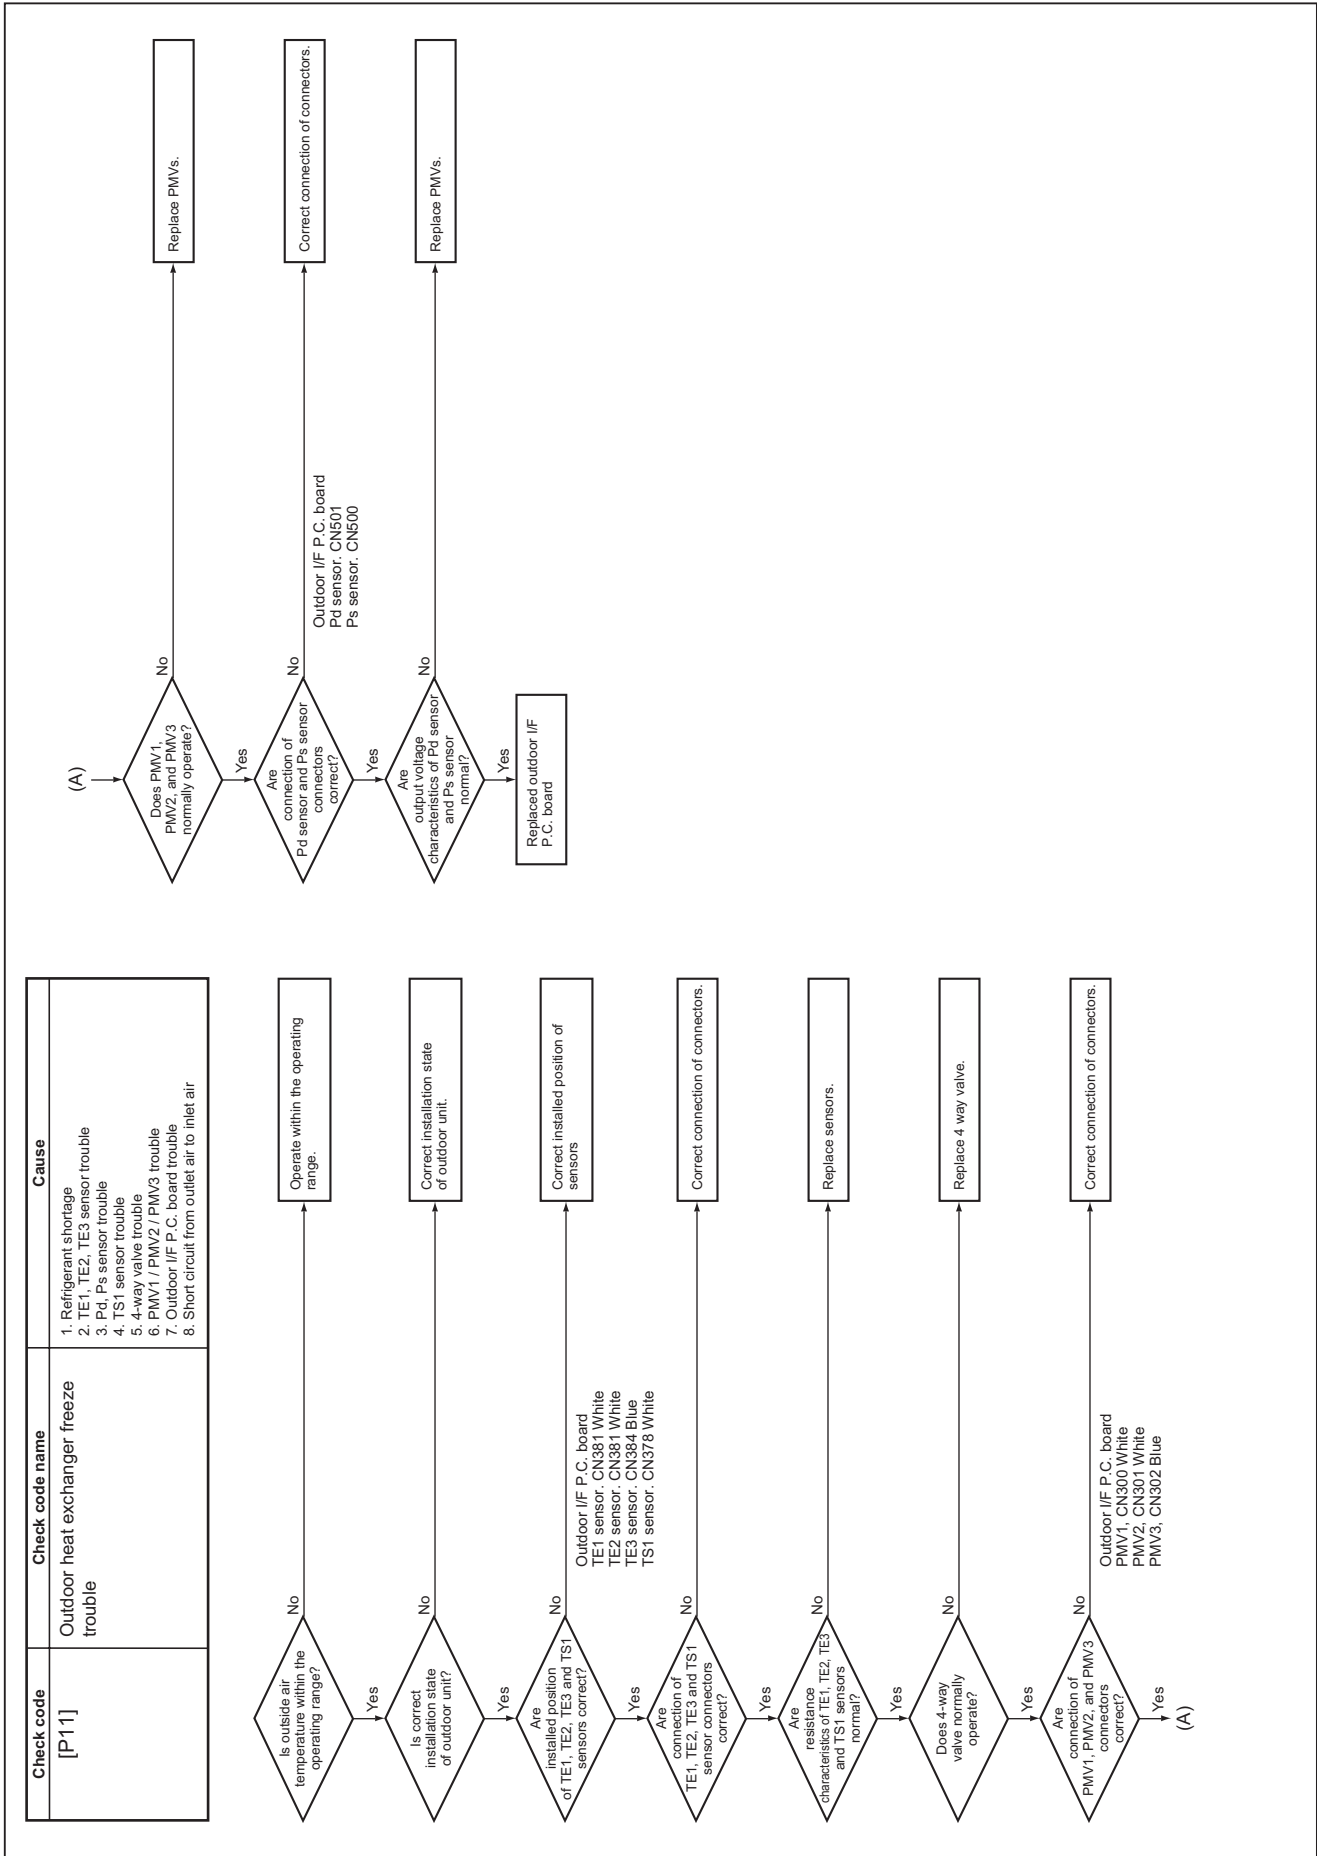 Check code
Check code name
Cause
[P11]
Outdoor heat exchanger freeze
trouble
1. Refrigerant shortage
2. TE1, TE2, TE3 sensor trouble
3. Pd, Ps sensor trouble
4. TS1 sensor trouble
5. 4-way valve trouble
6. PMV1 / PMV2 / PMV3 trouble
7. Outdoor I/F P.C. board trouble
8. Short circuit from outlet air to inlet air
Is outside air
temperature within the
operating range?
No
Operate within the operating
range.
Yes
Is correct
installation state
of outdoor unit?
No
Correct installation state
of outdoor unit.
Yes
Are
installed position
of TE1, TE2, TE3 and TS1
sensors correct?
No
Correct installed position of
sensors
Outdoor I/F P.C. board
TE1 sensor. CN381 White
TE2 sensor. CN381 White
TE3 sensor. CN384 Blue
TS1 sensor. CN378 White
Yes
Are
connection of
TE1, TE2, TE3 and TS1
sensor connectors
correct?
No
Correct connection of connectors.
Yes
Are
resistance
characteristics of TE1, TE2, TE3
and TS1 sensors
normal?
No
Replace sensors.
Yes
Does 4-way
valve normally
operate?
No
Replace 4 way valve.
Yes
Are
connection of
PMV1, PMV2, and PMV3
connectors
correct?
No
Correct connection of connectors.
Outdoor I/F P.C. board
PMV1, CN300 White
PMV2, CN301 White
PMV3, CN302 Blue
Yes
(A)
(A)
Does PMV1,
PMV2, and PMV3
normally operate?
No
Replace PMVs.
Yes
Are
connection of
Pd sensor and Ps sensor
connectors
correct?
No
Correct connection of connectors.
Outdoor I/F P.C. board
Pd sensor. CN501
Ps sensor. CN500
Yes
Are
output voltage
characteristics of Pd sensor
and Ps sensor
normal?
No
Replace PMVs.
Yes
Replaced outdoor I/F
P.C. board